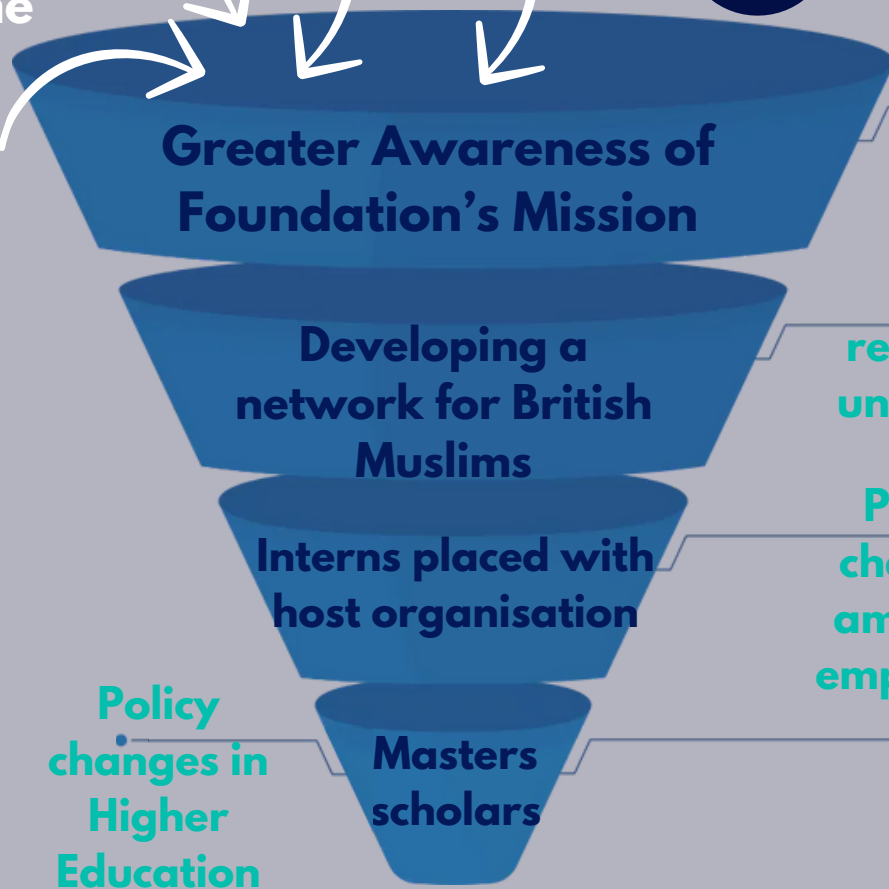 Greater Awareness of
Foundation’s Mission
Developing a
network for British
Muslims
Interns placed with
host organisation
Masters
scholars
Policy
changes in
Higher
Education